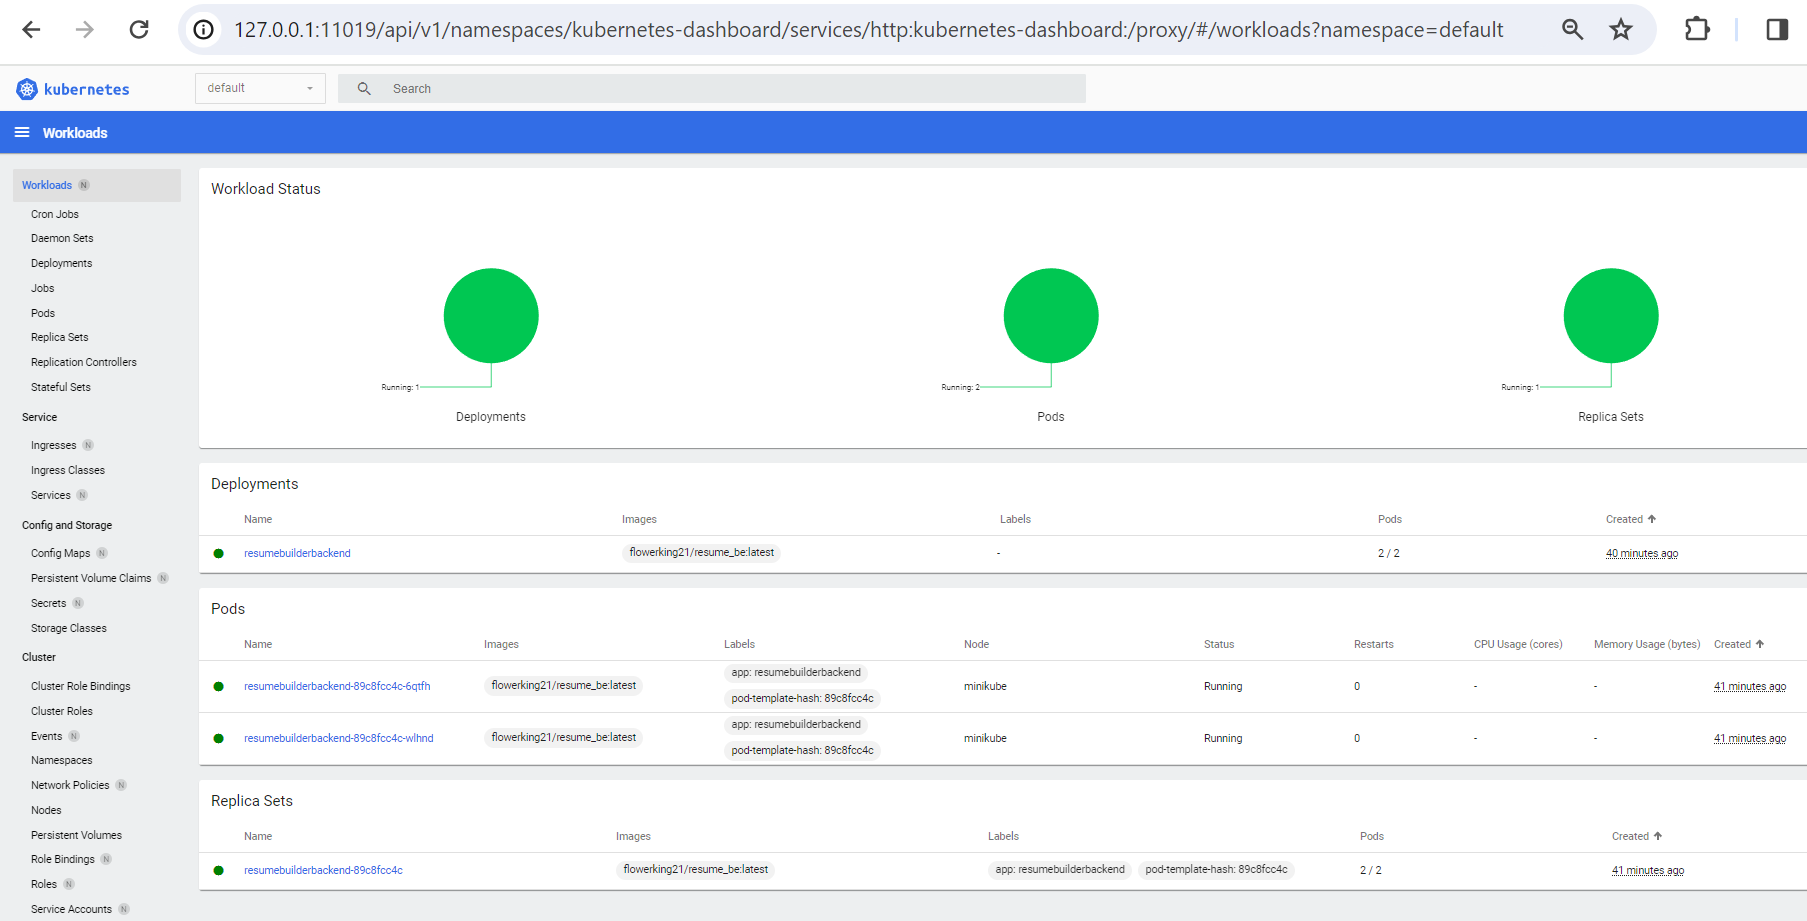 127.0.0.1:11019/api/v1/namespaces/kubernetes-dashboard/services/http:kubernetes-dashboard:/proxy/#/workloads?namespace=default
kubernetes
default
Search
Workloads
Workloads N
Cron Jobs
Daemon Sets
Deployments
Jobs
Pods
Replica Sets
Replication Controllers
Stateful Sets
Service
Ingresses N
Ingress Classes
Services N
Config and Storage
Config Maps N
Persistent Volume Claims N
Secrets N
Storage Classes
Cluster
Cluster Role Bindings
Cluster Roles
Events N
Namespaces
Network Policies N
Nodes
Persistent Volumes
Role Bindings N
Roles N
Service Accounts N
Workload Status
Running: 1
Deployments
Running: 2
Pods
Running: 1
Replica Sets
Deployments
Name Images Labels Pods Created
resumebuilderbackend flowerking21/resume_be:latest - 2 / 2 40 minutes ago
Pods
Name Images Labels Node Status Restarts CPU Usage (cores) Memory Usage (bytes) Created
resumebuilderbackend-89c8fcc4c-6qtfh flowerking21/resume_be:latest app: resumebuilderbackend minikube Running 0 - - 41 minutes ago
pod-template-hash: 89c8fcc4c
resumebuilderbackend-89c8fcc4c-wlhnd flowerking21/resume_be:latest app: resumebuilderbackend minikube Running 0 - - 41 minutes ago
pod-template-hash: 89c8fcc4c
Replica Sets
Name Images Labels Pods Created
resumebuilderbackend-89c8fcc4c flowerking21/resume_be:latest app: resumebuilderbackend pod-template-hash: 89c8fcc4c 2 / 2 41 minutes ago